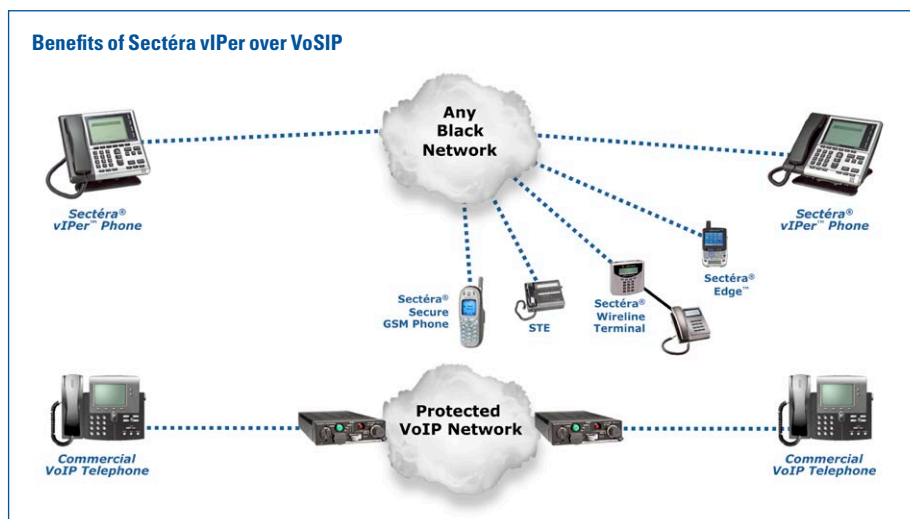 Benefits of Sectéra vIPer over VoSIP
Any
Black
Network
Sectéra®
vIPer™ Phone
Sectéra®
vIPer™ Phone
Sectéra®
Secure
GSM Phone
STE
Sectéra®
Wireline
Terminal
Sectéra®
Edge™
Protected
VoIP Network
Commercial
VoIP Telephone
Commercial
VoIP Telephone